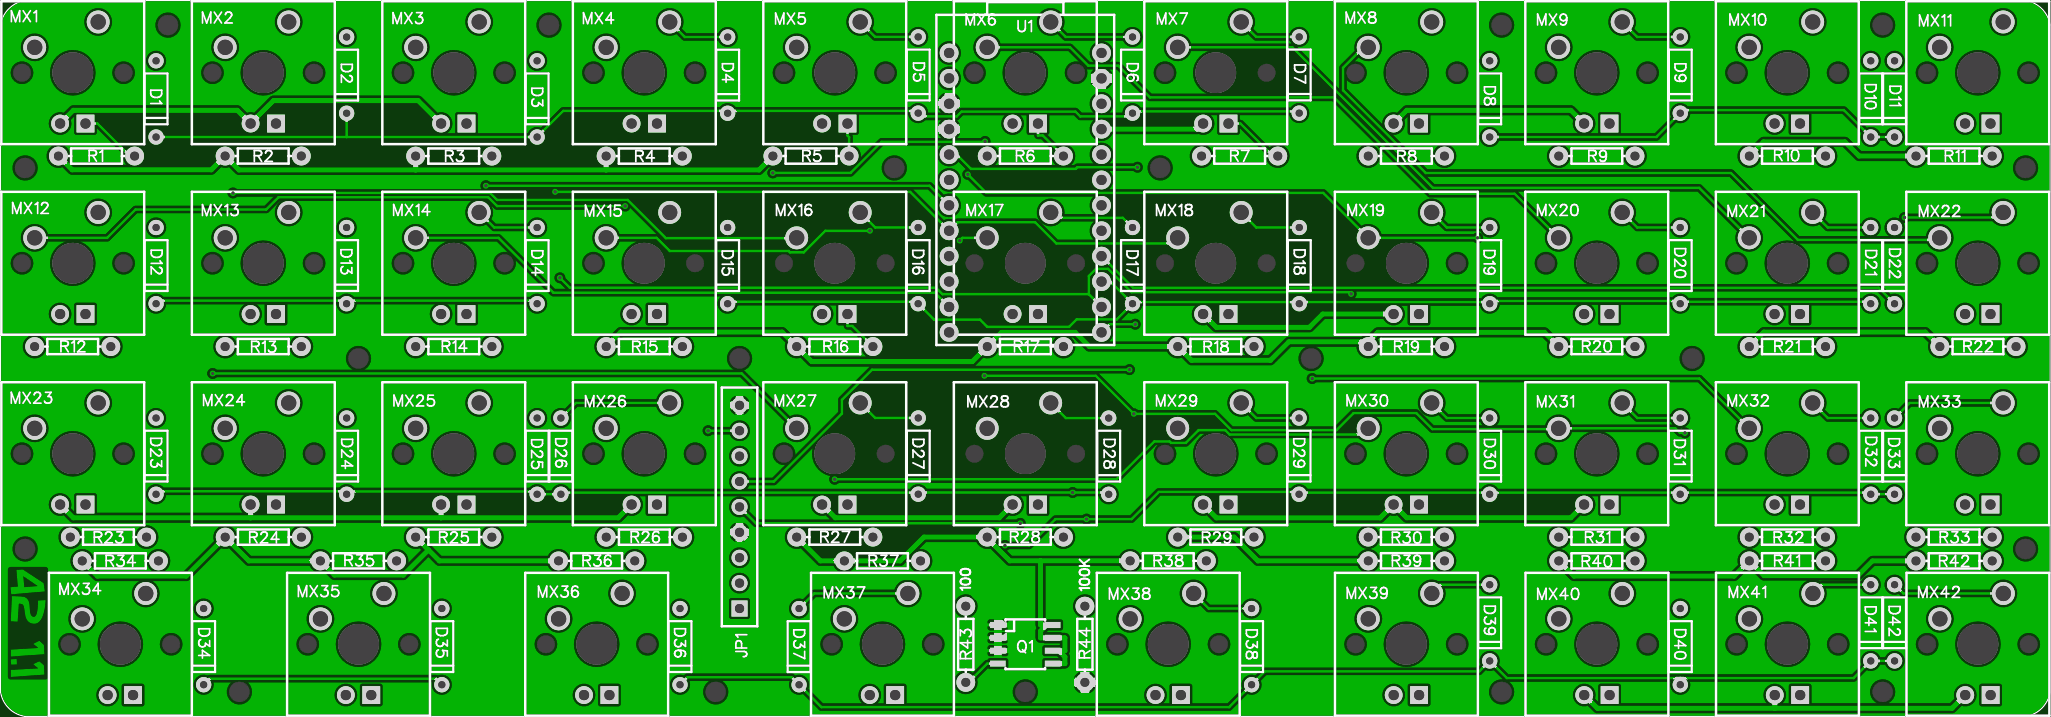 MX1 MX2 MX3 MX4 MX5 MX6 U1 MX7 MX8 MX9 MX10 MX11
D1 D2 D3 D4 D5 D6 D7 D8 D9 D10 D11
R1 R2 R3 R4 R5 R6 R7 R8 R9 R10 R11
MX12 MX13 MX14 MX15 MX16 MX17 MX18 MX19 MX20 MX21 MX22
D12 D13 D14 D15 D16 D17 D18 D19 D20 D21 D22
R12 R13 R14 R15 R16 R17 R18 R19 R20 R21 R22
MX23 MX24 MX25 MX26 MX27 MX28 MX29 MX30 MX31 MX32 MX33
D23 D24 D25 D26 D27 D28 D29 D30 D31 D32 D33
R23 R24 R25 R26 R27 R28 R29 R30 R31 R32 R33
R34 R35 R36 R37 R38 R39 R40 R41 R42
42 1.1
MX34 MX35 MX36 MX37 100 100K MX38 MX39 MX40 MX41 MX42
D34 D35 D36 JP1 D37 R43 Q1 R44 D38 D39 D40 D41 D42